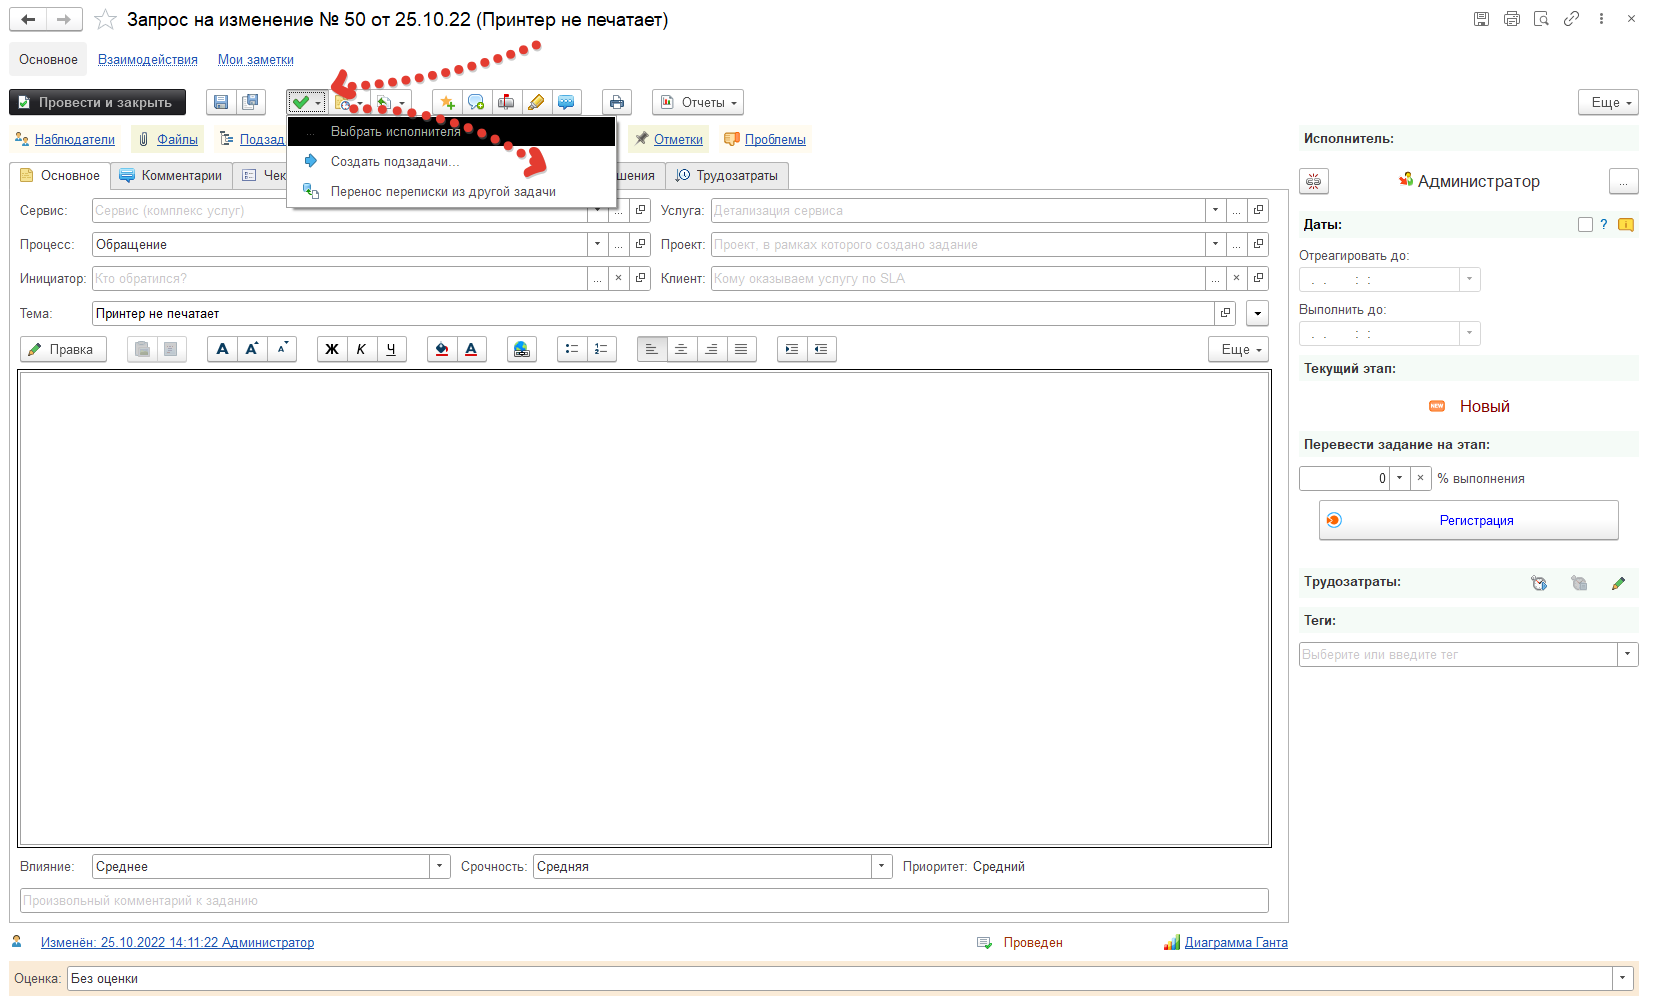 Запрос на изменение № 50 от 25.10.22 (Принтер не печатает)
Основное Взаимодействия Мои заметки
Провести и закрыть Отчеты Еще
Наблюдатели Файлы Подзад Отметки Проблемы
Выбрать исполнителя
Создать подзадачи...
Перенос переписки из другой задачи
Основное Комментарии Чек шения Трудозатраты
Сервис: Сервис (комплекс услуг) ... Услуга: Детализация сервиса ...
Процесс: Обращение ... Проект: Проект, в рамках которого создано задание ...
Инициатор: Кто обратился? ... × Клиент: Кому оказываем услугу по SLA ... ×
Тема: Принтер не печатает
Правка A A A Ж К Ч A Еще
Влияние: Среднее Срочность: Средняя Приоритет: Средний
Произвольный комментарий к заданию
Изменён: 25.10.2022 14:11:22 Администратор Проведен Диаграмма Ганта
Оценка: Без оценки
Исполнитель:
Администратор ...
Даты: ?
Отреагировать до:
. . : :
Выполнить до:
. . : :
Текущий этап:
NEW Новый
Перевести задание на этап:
0 × % выполнения
Регистрация
Трудозатраты:
Теги:
Выберите или введите тег